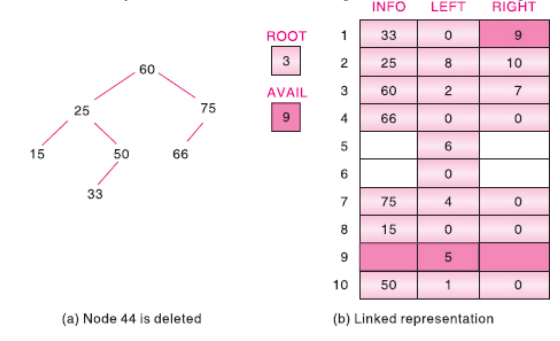 60
25 75
15 50 66
33
(a) Node 44 is deleted
ROOT
3
AVAIL
9
INFO LEFT RIGHT
1 33 0 9
2 25 8 10
3 60 2 7
4 66 0 0
5 6
6 0
7 75 4 0
8 15 0 0
9 5
10 50 1 0
(b) Linked representation